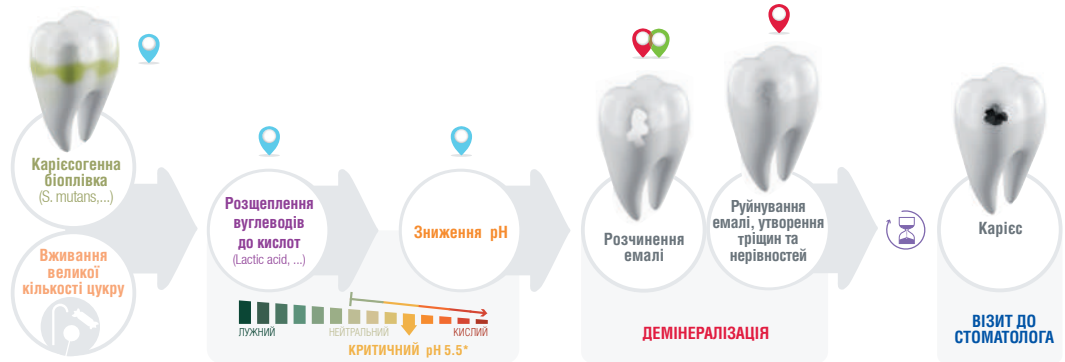 Карієсогенна
біоплівка
(S. mutans,...)
Вживання
великої
кількості цукру
Розщеплення
вуглеводів
до кислот
(Lactic acid, ...)
Зниження pH
ЛУЖНИЙ
НЕЙТРАЛЬНИЙ
КИСЛИЙ
КРИТИЧНИЙ pH 5.5*
Розчинення
емалі
Руйнування
емалі, утворення
тріщин та
нерівностей
ДЕМІНЕРАЛІЗАЦІЯ
Карієс
ВІЗИТ ДО
СТОМАТОЛОГА